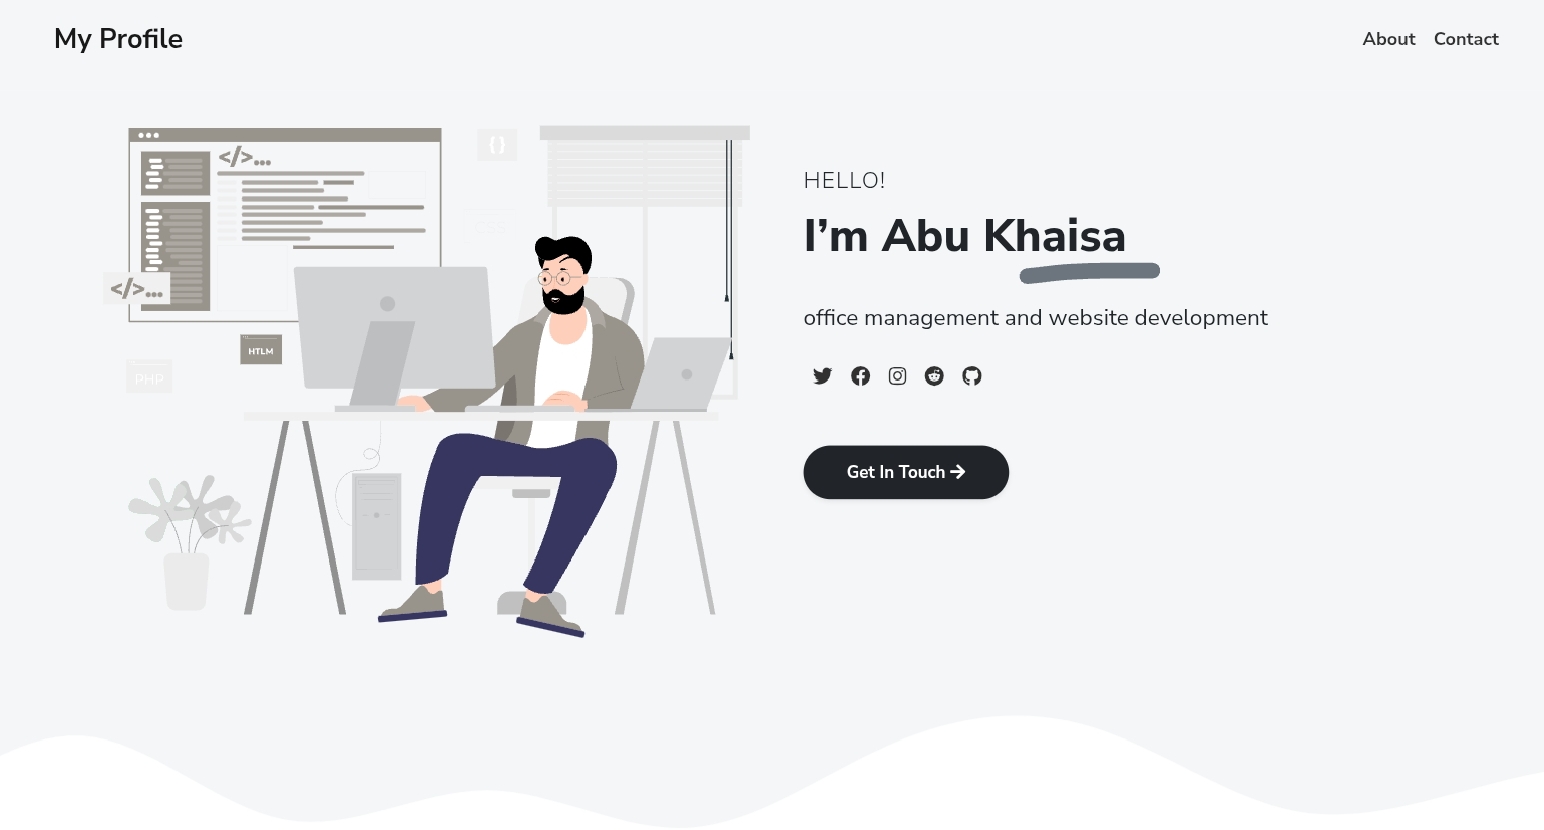 My Profile
About Contact
</>...
{ }
</>...
HTLM
PHP
HELLO!
I’m Abu Khaisa
office management and website development
Get In Touch →